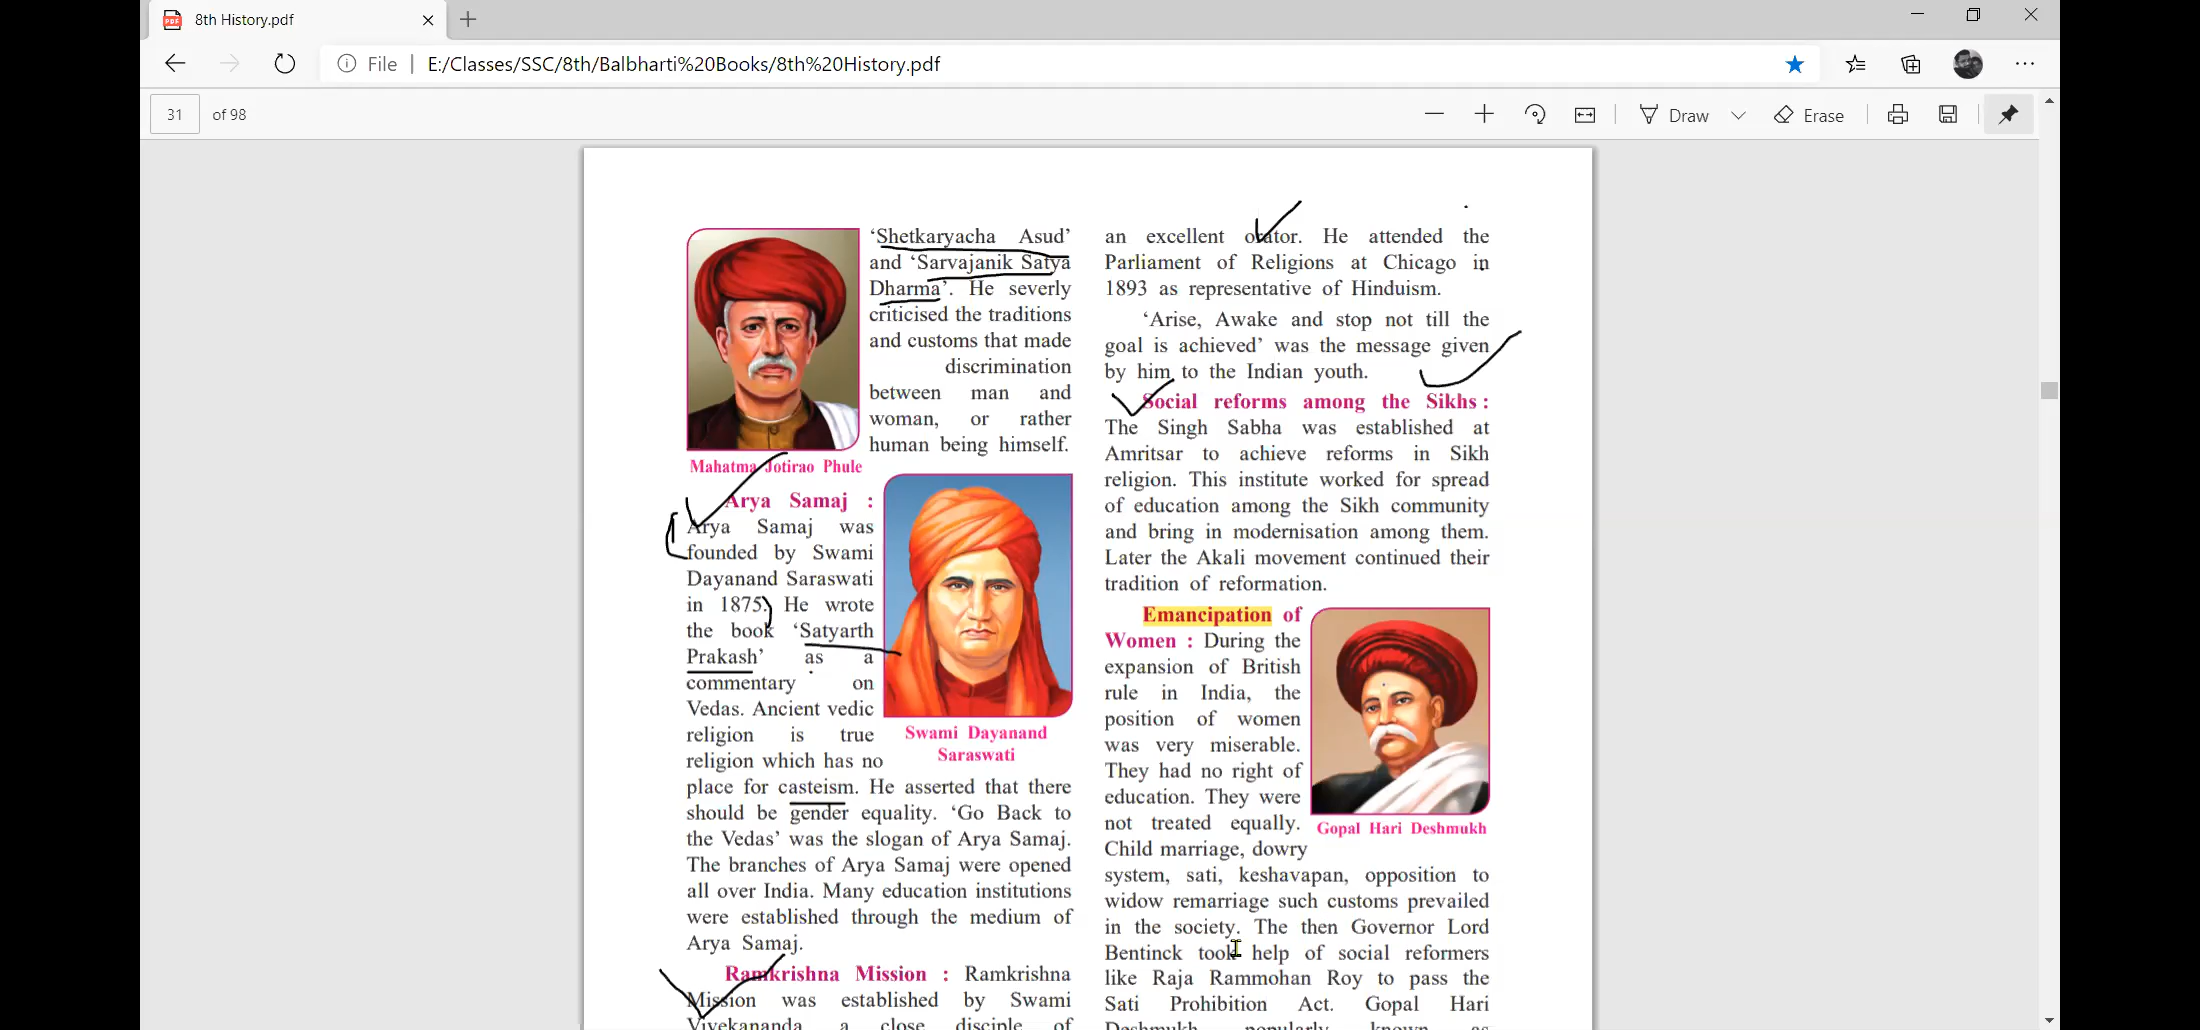 8th History.pdf
File | E:/Classes/SSC/8th/Balbharti%20Books/8th%20History.pdf
31 of 98
Draw
Erase
‘Shetkaryacha Asud’
and ‘Sarvajanik Satya
Dharma’. He severly
criticised the traditions
and customs that made
discrimination
between man and
woman, or rather
human being himself.
Mahatma Jotirao Phule
Arya Samaj :
Arya Samaj was
founded by Swami
Dayanand Saraswati
in 1875. He wrote
the book ‘Satyarth
Prakash’ as a
commentary on
Vedas. Ancient vedic
religion is true
religion which has no
Swami Dayanand
Saraswati
place for casteism. He asserted that there
should be gender equality. ‘Go Back to
the Vedas’ was the slogan of Arya Samaj.
The branches of Arya Samaj were opened
all over India. Many education institutions
were established through the medium of
Arya Samaj.
Ramkrishna Mission : Ramkrishna
Mission was established by Swami
Vivekananda, a close disciple of
an excellent orator. He attended the
Parliament of Religions at Chicago in
1893 as representative of Hinduism.
‘Arise, Awake and stop not till the
goal is achieved’ was the message given
by him to the Indian youth.
Social reforms among the Sikhs :
The Singh Sabha was established at
Amritsar to achieve reforms in Sikh
religion. This institute worked for spread
of education among the Sikh community
and bring in modernisation among them.
Later the Akali movement continued their
tradition of reformation.
Emancipation of
Women : During the
expansion of British
rule in India, the
position of women
was very miserable.
They had no right of
education. They were
not treated equally.
Child marriage, dowry
Gopal Hari Deshmukh
system, sati, keshavapan, opposition to
widow remarriage such customs prevailed
in the society. The then Governor Lord
Bentinck took help of social reformers
like Raja Rammohan Roy to pass the
Sati Prohibition Act. Gopal Hari
Deshmukh, popularly known as